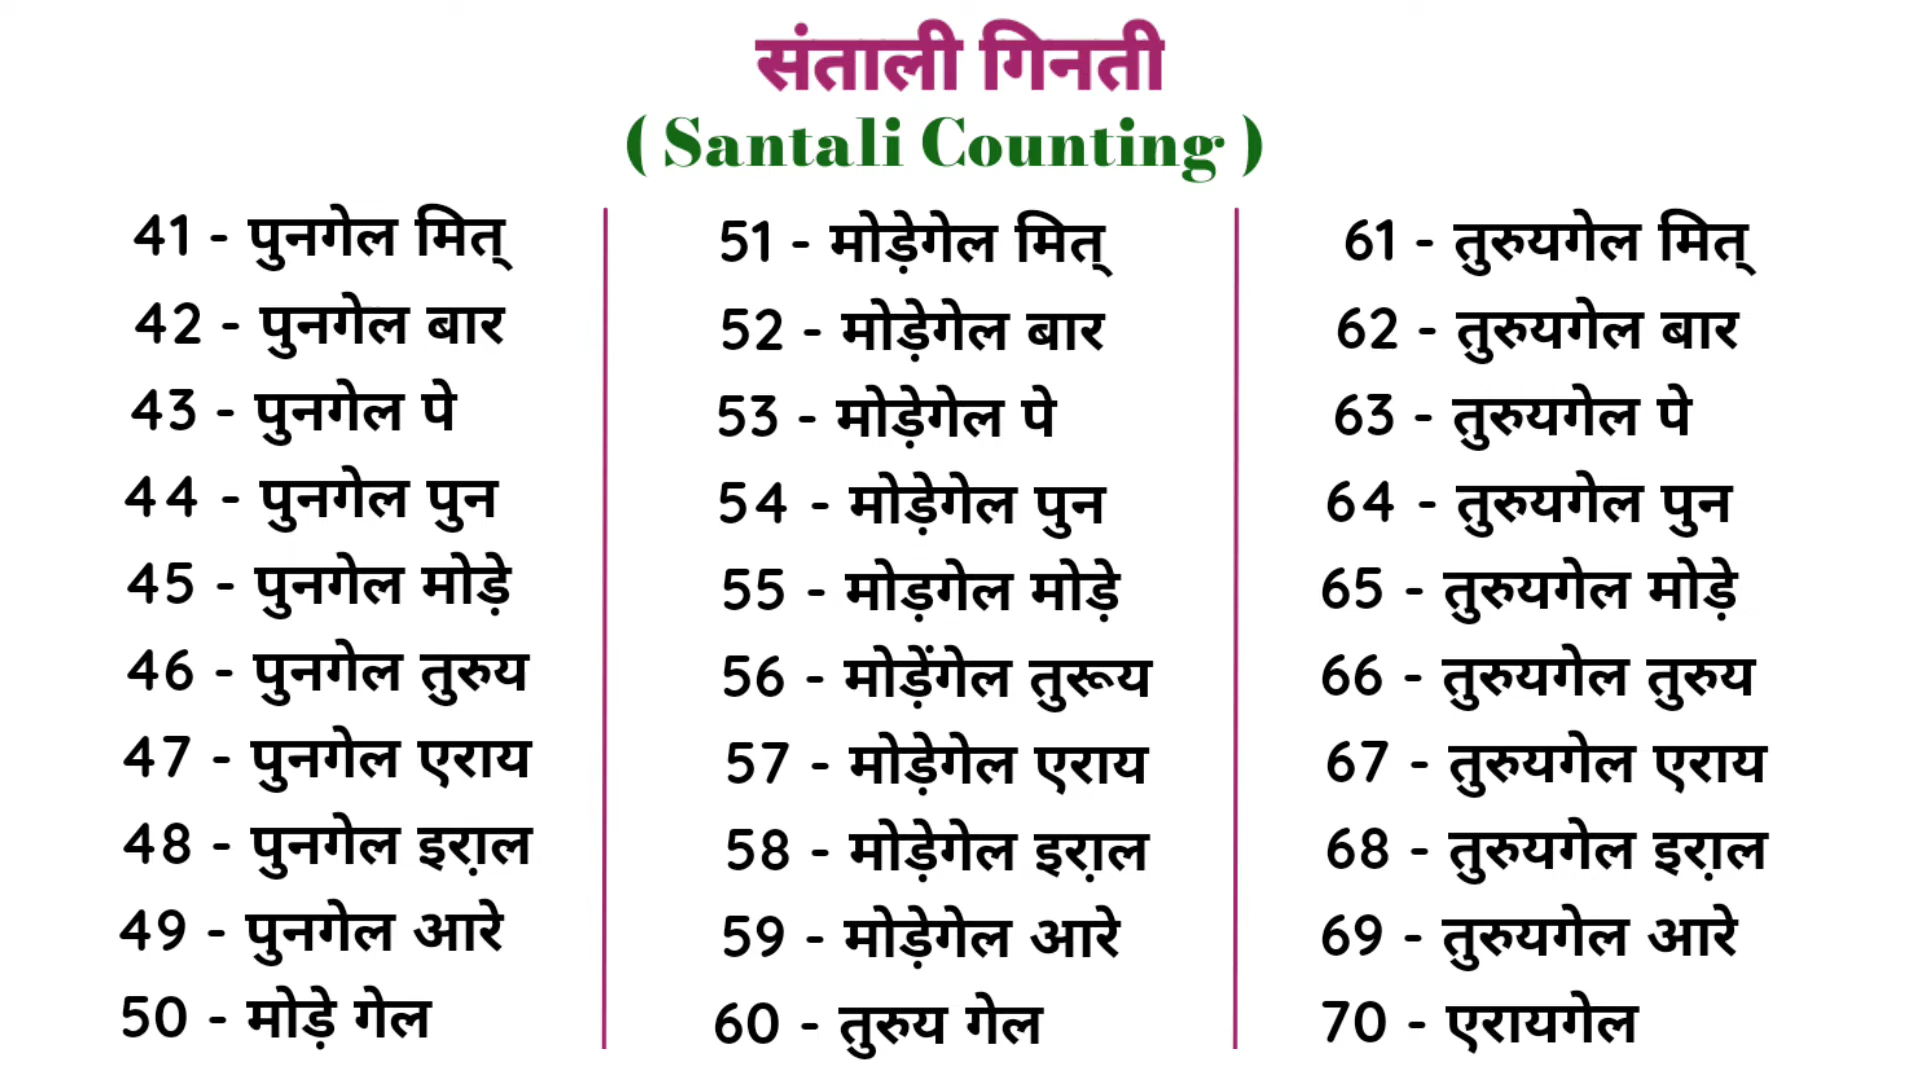 संताली गिनती
( Santali Counting )
41 - पुनगेल मित्
42 - पुनगेल बार
43 - पुनगेल पे
44 - पुनगेल पुन
45 - पुनगेल मोड़े
46 - पुनगेल तुरुय
47 - पुनगेल एराय
48 - पुनगेल इरा़ल
49 - पुनगेल आरे
50 - मोड़े गेल
51 - मोड़ेगेल मित्
52 - मोड़ेगेल बार
53 - मोड़ेगेल पे
54 - मोड़ेगेल पुन
55 - मोड़गेल मोड़े
56 - मोड़ेंगेल तुरूय
57 - मोड़ेगेल एराय
58 - मोड़ेगेल इरा़ल
59 - मोड़ेगेल आरे
60 - तुरुय गेल
61 - तुरुयगेल मित्
62 - तुरुयगेल बार
63 - तुरुयगेल पे
64 - तुरुयगेल पुन
65 - तुरुयगेल मोड़े
66 - तुरुयगेल तुरुय
67 - तुरुयगेल एराय
68 - तुरुयगेल इरा़ल
69 - तुरुयगेल आरे
70 - एरायगेल